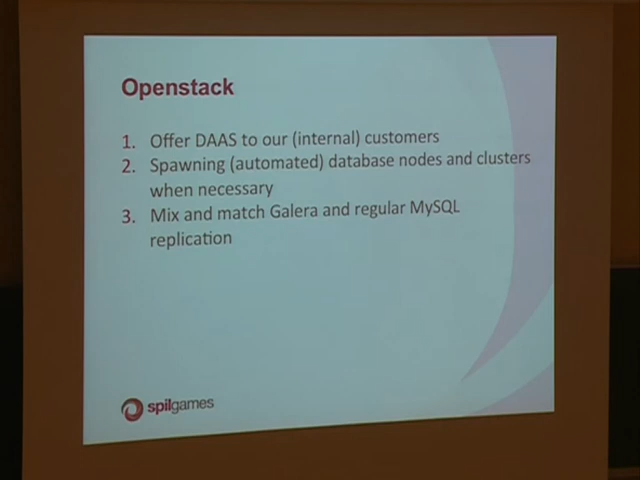 Openstack
1. Offer DAAS to our (internal) customers
2. Spawning (automated) database nodes and clusters
when necessary
3. Mix and match Galera and regular MySQL
replication
spilgames